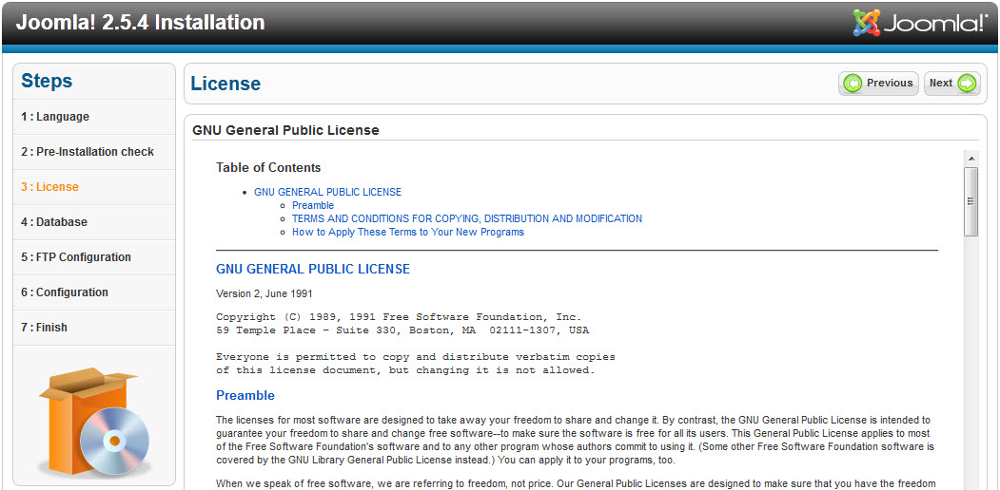 Joomla! 2.5.4 Installation
Joomla!
Steps
1 : Language
2 : Pre-Installation check
3 : License
4 : Database
5 : FTP Configuration
6 : Configuration
7 : Finish
License
Previous
Next
GNU General Public License
Table of Contents
GNU GENERAL PUBLIC LICENSE
Preamble
TERMS AND CONDITIONS FOR COPYING, DISTRIBUTION AND MODIFICATION
How to Apply These Terms to Your New Programs
GNU GENERAL PUBLIC LICENSE
Version 2, June 1991
Copyright (C) 1989, 1991 Free Software Foundation, Inc.
59 Temple Place - Suite 330, Boston, MA  02111-1307, USA
Everyone is permitted to copy and distribute verbatim copies
of this license document, but changing it is not allowed.
Preamble
The licenses for most software are designed to take away your freedom to share and change it. By contrast, the GNU General Public License is intended to
guarantee your freedom to share and change free software--to make sure the software is free for all its users. This General Public License applies to most
of the Free Software Foundation's software and to any other program whose authors commit to using it. (Some other Free Software Foundation software is
covered by the GNU Library General Public License instead.) You can apply it to your programs, too.
When we speak of free software, we are referring to freedom, not price. Our General Public Licenses are designed to make sure that you have the freedom